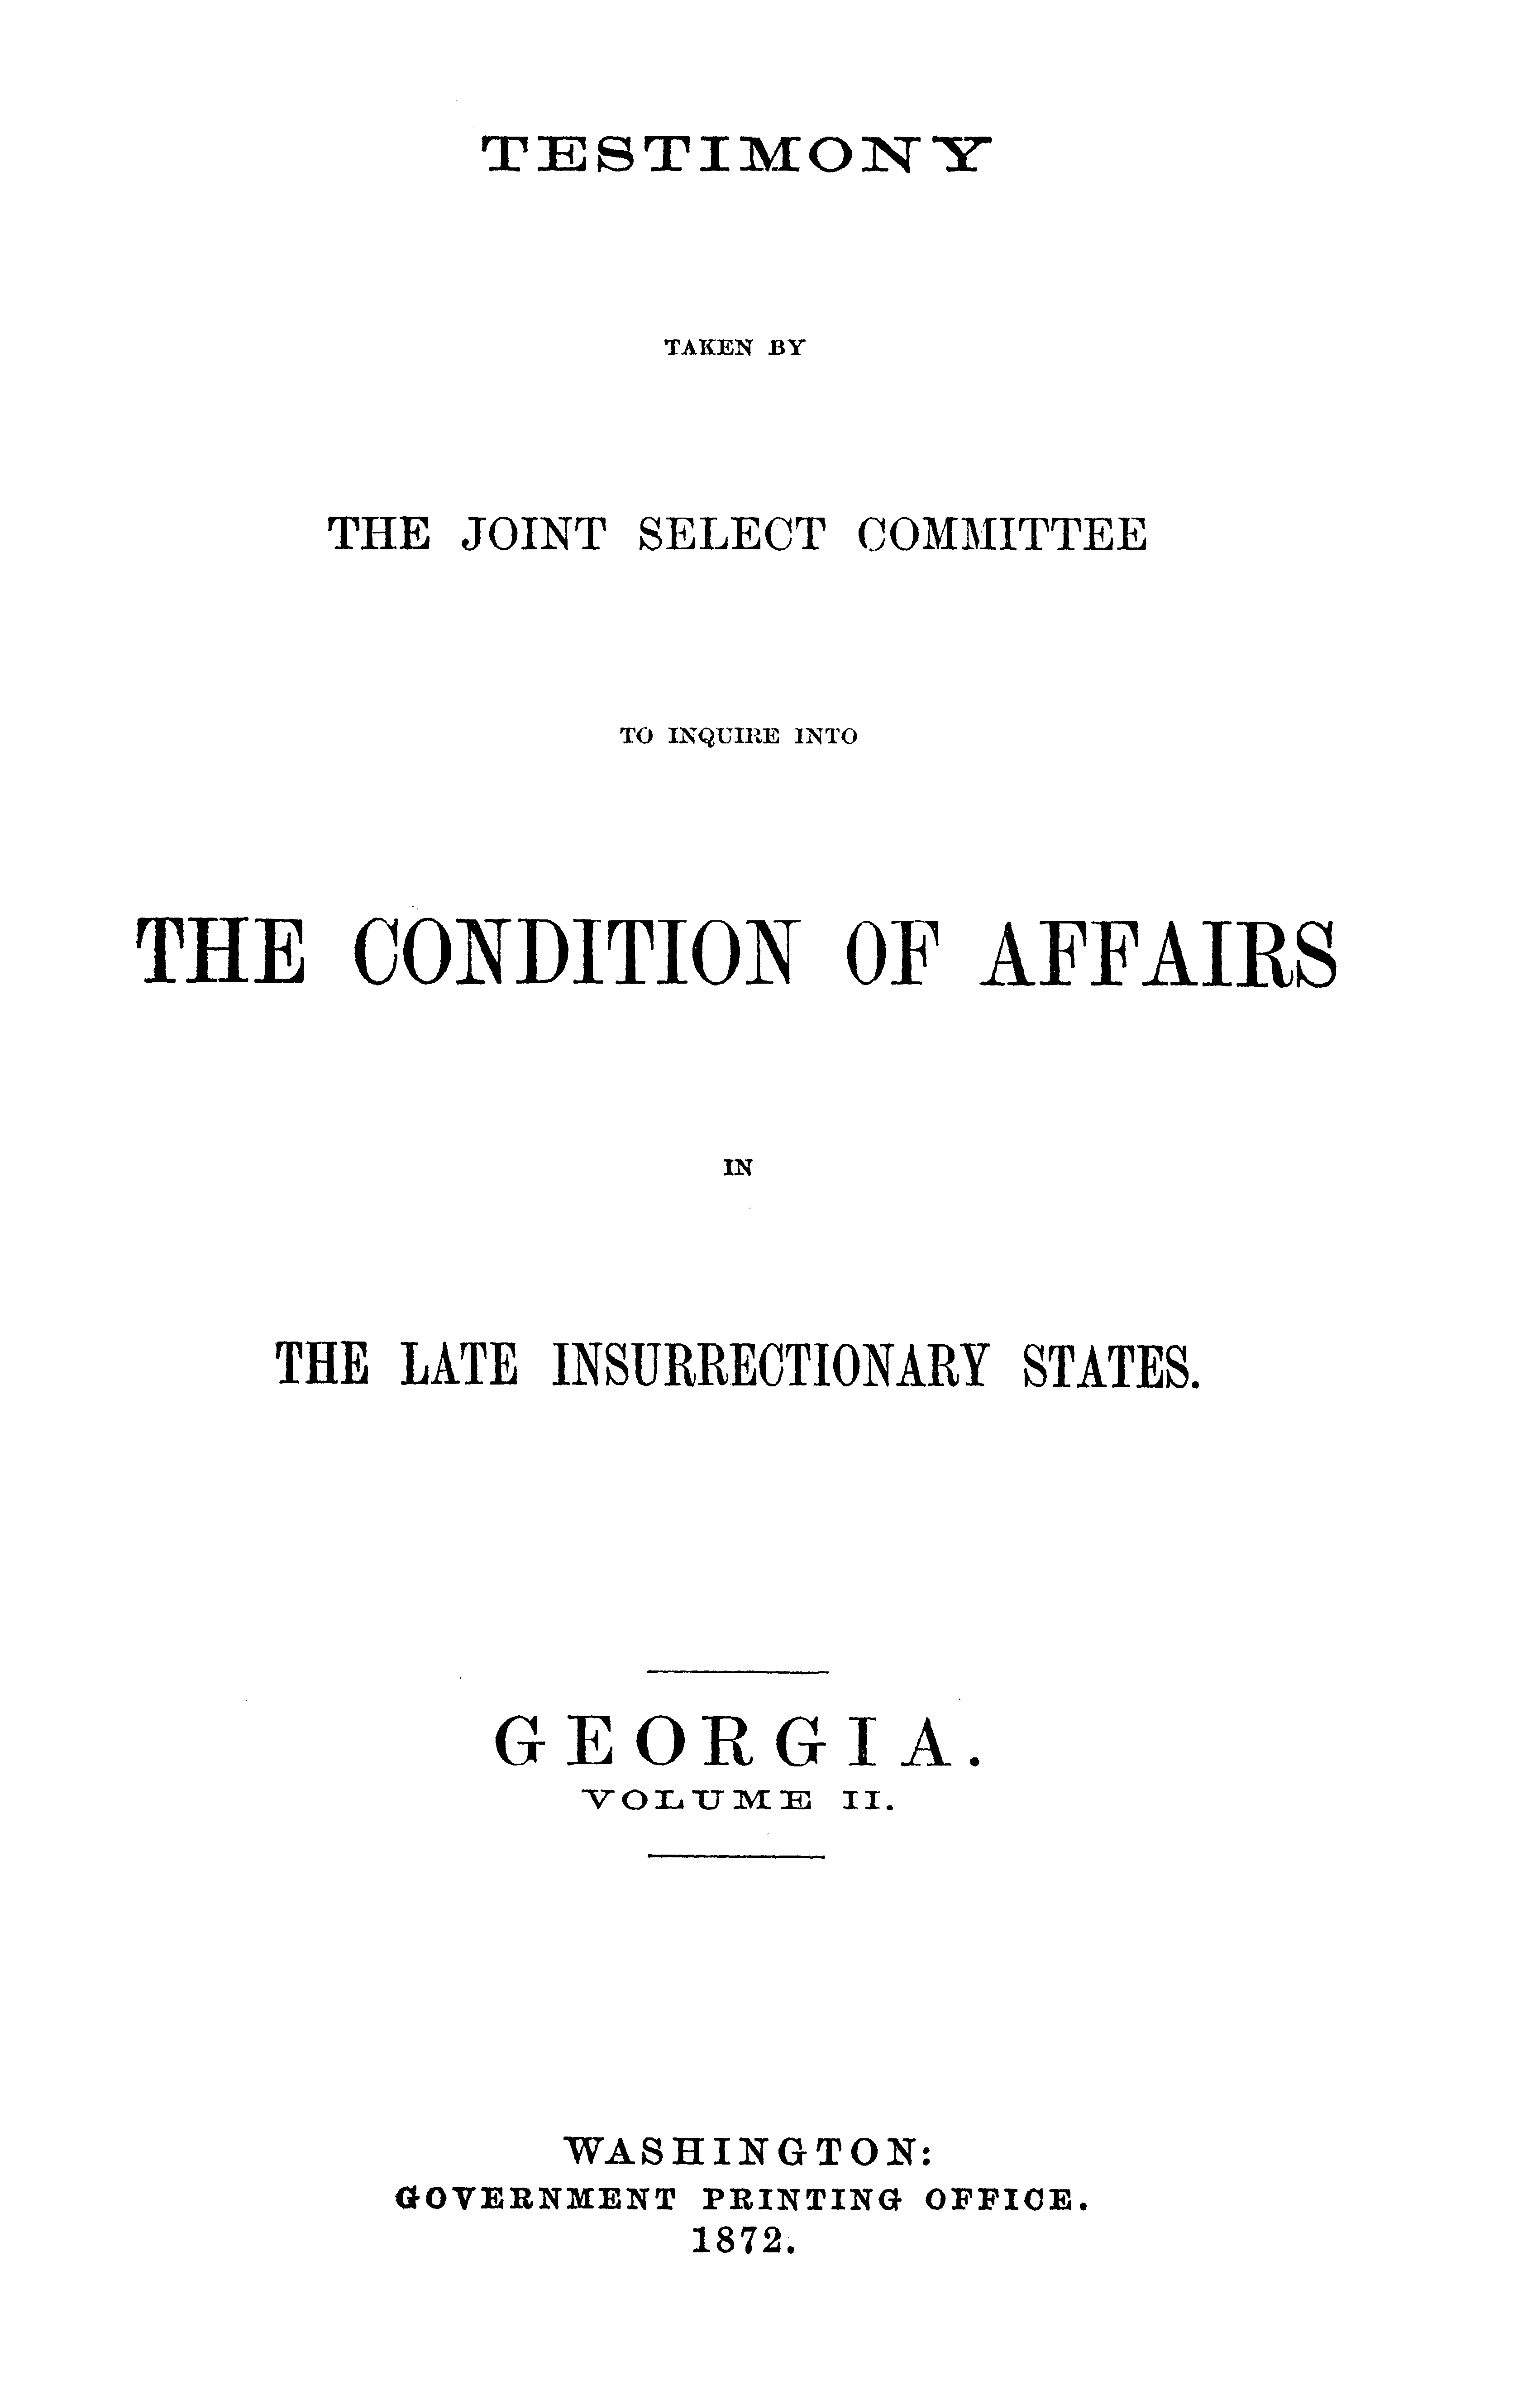 TESTIMONY
TAKEN BY
THE JOINT SELECT COMMITTEE
TO INQUIRE INTO
THE CONDITION OF AFFAIRS
IN
THE LATE INSURRECTIONARY STATES.
GEORGIA.
VOLUME II.
WASHINGTON:
GOVERNMENT PRINTING OFFICE.
1872.